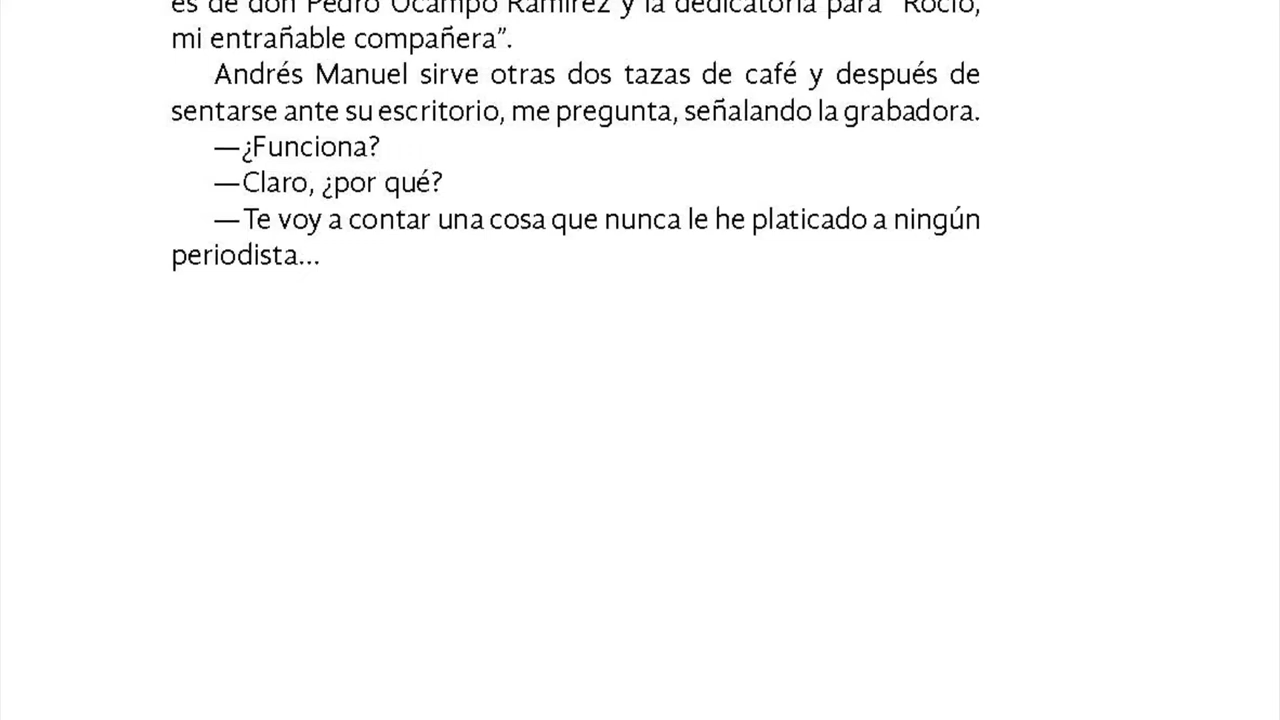 es de don Pedro Ocampo Ramírez y la dedicatoria para “Rocío,
mi entrañable compañera”.
Andrés Manuel sirve otras dos tazas de café y después de
sentarse ante su escritorio, me pregunta, señalando la grabadora.
—¿Funciona?
—Claro, ¿por qué?
—Te voy a contar una cosa que nunca le he platicado a ningún
periodista...